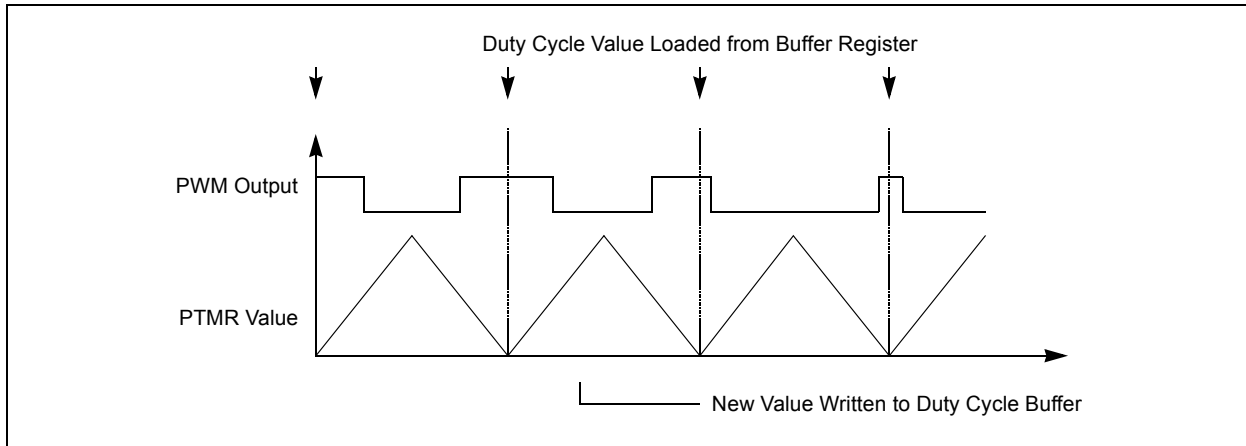 Duty Cycle Value Loaded from Buffer Register
PWM Output
PTMR Value
New Value Written to Duty Cycle Buffer